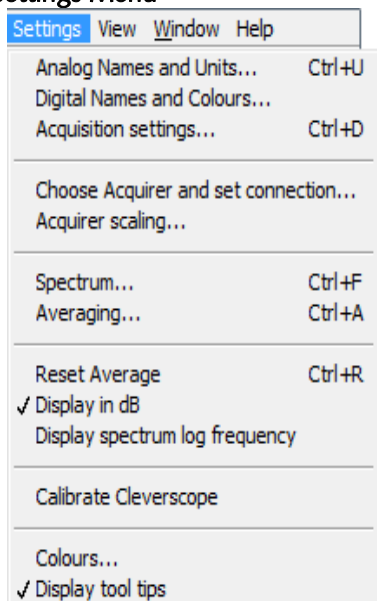 Settings Menu
Settings View Window Help
Analog Names and Units... Ctrl+U
Digital Names and Colours...
Acquisition settings... Ctrl+D
Choose Acquirer and set connection...
Acquirer scaling...
Spectrum... Ctrl+F
Averaging... Ctrl+A
Reset Average Ctrl+R
✓ Display in dB
Display spectrum log frequency
Calibrate Cleverscope
Colours...
✓ Display tool tips